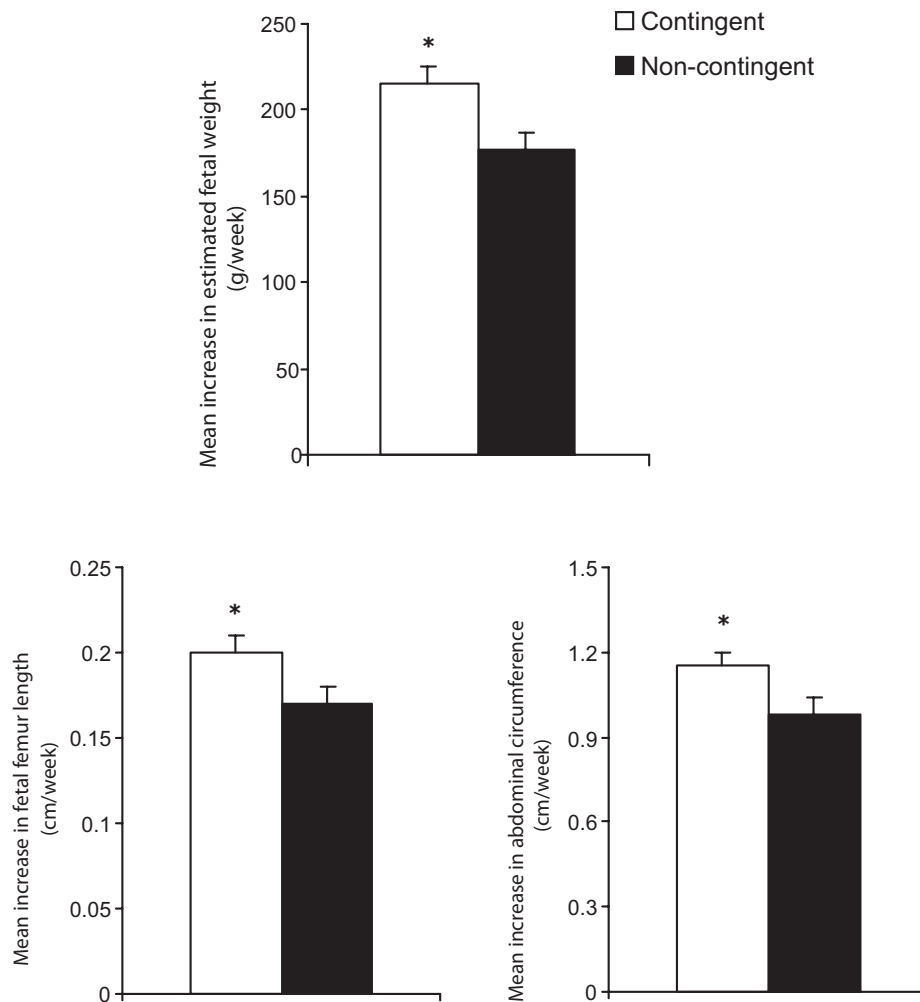 Contingent
Non-contingent
*
250
200
150
100
50
0
Mean increase in estimated fetal weight
(g/week)
*
0.25
0.2
0.15
0.1
0.05
0
Mean increase in fetal femur length
(cm/week)
*
1.5
1.2
0.9
0.6
0.3
0
Mean increase in abdominal circumference
(cm/week)